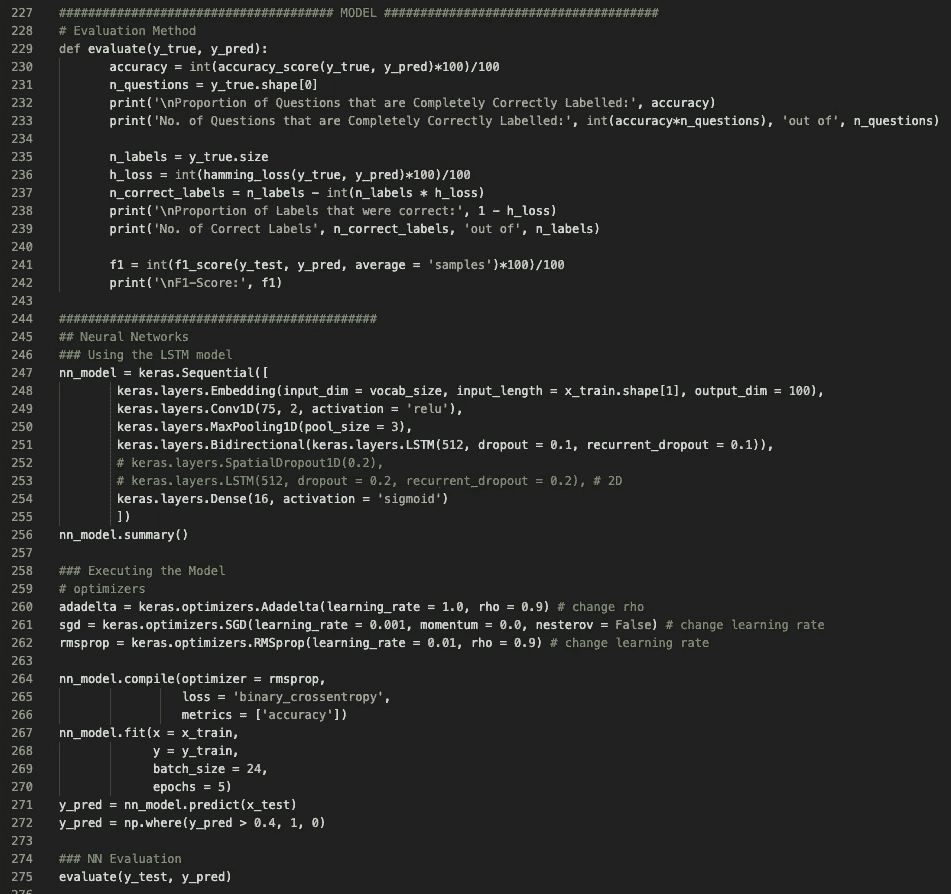 227 ###################################### MODEL ######################################
228 # Evaluation Method
229 def evaluate(y_true, y_pred):
230 accuracy = int(accuracy_score(y_true, y_pred)*100)/100
231 n_questions = y_true.shape[0]
232 print('\nProportion of Questions that are Completely Correctly Labelled:', accuracy)
233 print('No. of Questions that are Completely Correctly Labelled:', int(accuracy*n_questions), 'out of', n_questions)
234
235 n_labels = y_true.size
236 h_loss = int(hamming_loss(y_true, y_pred)*100)/100
237 n_correct_labels = n_labels - int(n_labels * h_loss)
238 print('\nProportion of Labels that were correct:', 1 - h_loss)
239 print('No. of Correct Labels', n_correct_labels, 'out of', n_labels)
240
241 f1 = int(f1_score(y_test, y_pred, average = 'samples')*100)/100
242 print('\nF1-Score:', f1)
243
244 ############################################
245 ## Neural Networks
246 ### Using the LSTM model
247 nn_model = keras.Sequential([
248 keras.layers.Embedding(input_dim = vocab_size, input_length = x_train.shape[1], output_dim = 100),
249 keras.layers.Conv1D(75, 2, activation = 'relu'),
250 keras.layers.MaxPooling1D(pool_size = 3),
251 keras.layers.Bidirectional(keras.layers.LSTM(512, dropout = 0.1, recurrent_dropout = 0.1)),
252 # keras.layers.SpatialDropout1D(0.2),
253 # keras.layers.LSTM(512, dropout = 0.2, recurrent_dropout = 0.2), # 2D
254 keras.layers.Dense(16, activation = 'sigmoid')
255 ])
256 nn_model.summary()
257
258 ### Executing the Model
259 # optimizers
260 adadelta = keras.optimizers.Adadelta(learning_rate = 1.0, rho = 0.9) # change rho
261 sgd = keras.optimizers.SGD(learning_rate = 0.001, momentum = 0.0, nesterov = False) # change learning rate
262 rmsprop = keras.optimizers.RMSprop(learning_rate = 0.01, rho = 0.9) # change learning rate
263
264 nn_model.compile(optimizer = rmsprop,
265 loss = 'binary_crossentropy',
266 metrics = ['accuracy'])
267 nn_model.fit(x = x_train,
268 y = y_train,
269 batch_size = 24,
270 epochs = 5)
271 y_pred = nn_model.predict(x_test)
272 y_pred = np.where(y_pred > 0.4, 1, 0)
273
274 ### NN Evaluation
275 evaluate(y_test, y_pred)